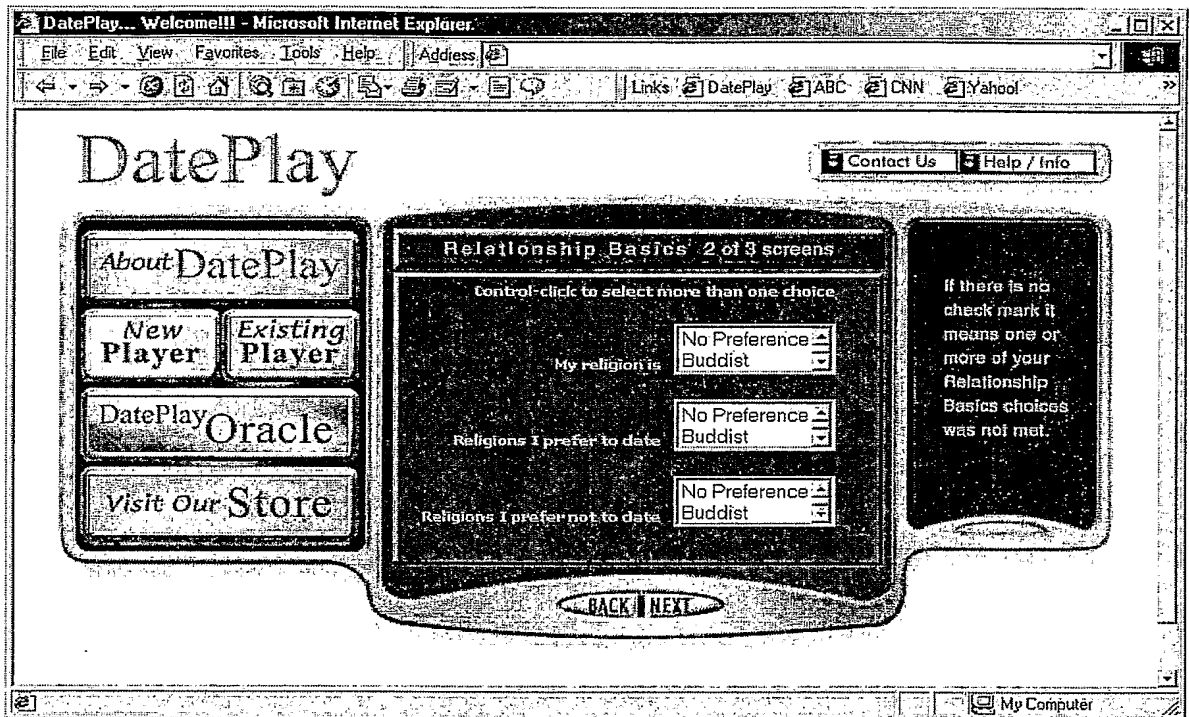 DatePlay... Welcome!!! - Microsoft Internet Explorer
File Edit View Favorites Tools Help Address
Links DatePlay ABC CNN Yahoo!
DatePlay
Contact Us Help / Info
About DatePlay
New Player
Existing Player
DatePlay Oracle
Visit Our Store
Relationship Basics 2 of 3 screens
Control-click to select more than one choice
My religion is
No Preference
Buddist
Religions I prefer to date
No Preference
Buddist
Religions I prefer not to date
No Preference
Buddist
BACK NEXT
If there is no
check mark it
means one or
more of your
Relationship
Basics choices
was not met.
My Computer